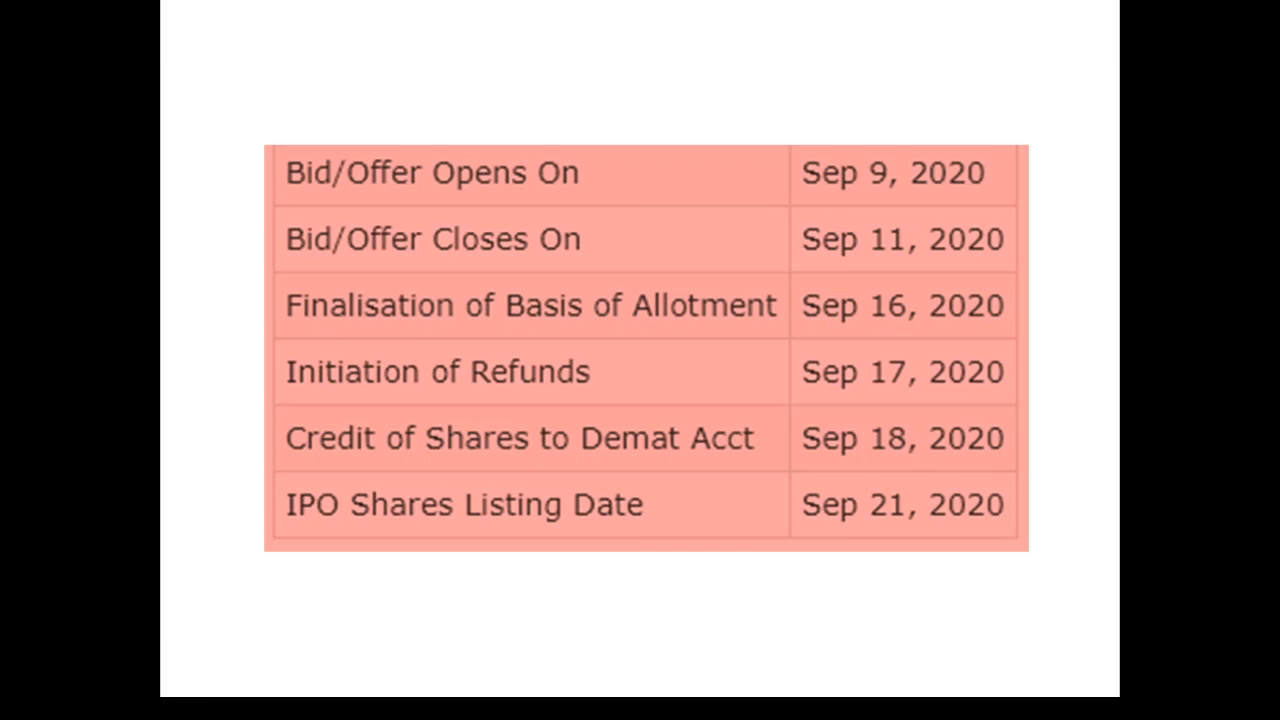 Bid/Offer Opens On Sep 9, 2020
Bid/Offer Closes On Sep 11, 2020
Finalisation of Basis of Allotment Sep 16, 2020
Initiation of Refunds Sep 17, 2020
Credit of Shares to Demat Acct Sep 18, 2020
IPO Shares Listing Date Sep 21, 2020